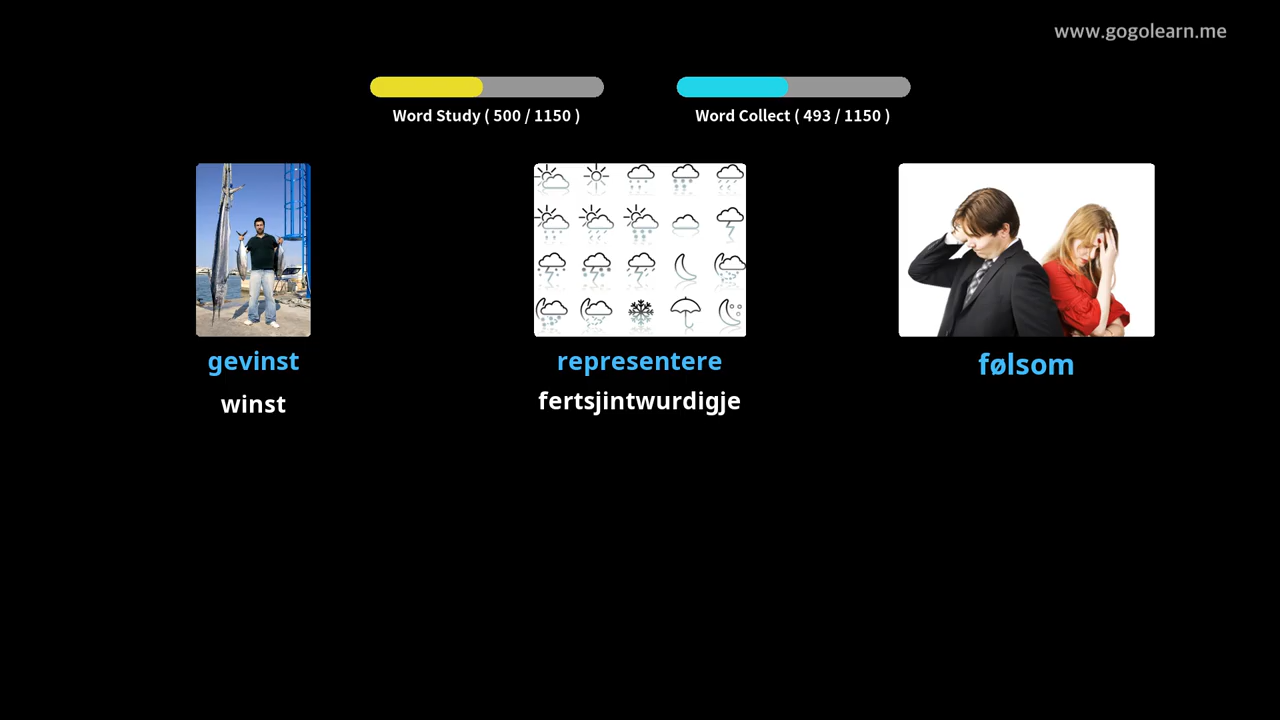 www.gogolearn.me
Word Study ( 500 / 1150 )
Word Collect ( 493 / 1150 )
gevinst
winst
representere
fertsjintwurdigje
følsom